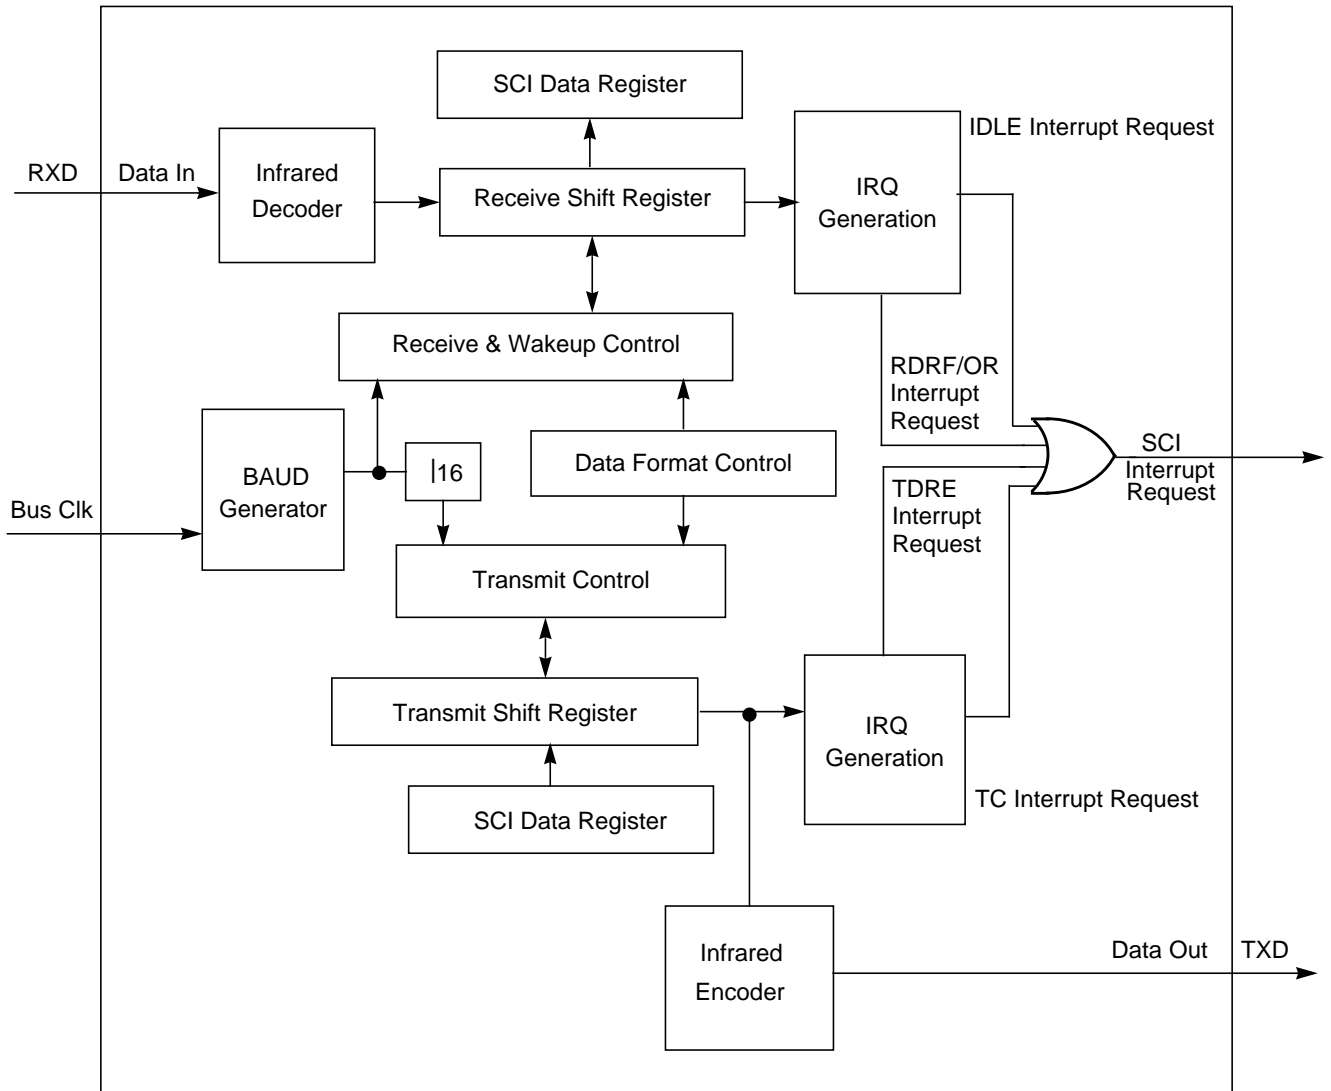 SCI Data Register
IDLE Interrupt Request
RXD
Data In
Infrared
Decoder
Receive Shift Register
IRQ
Generation
Receive & Wakeup Control
RDRF/OR
Interrupt
Request
BAUD
Generator
|16
Data Format Control
SCI
Interrupt
Request
Bus Clk
TDRE
Interrupt
Request
Transmit Control
Transmit Shift Register
IRQ
Generation
TC Interrupt Request
SCI Data Register
Infrared
Encoder
Data Out
TXD